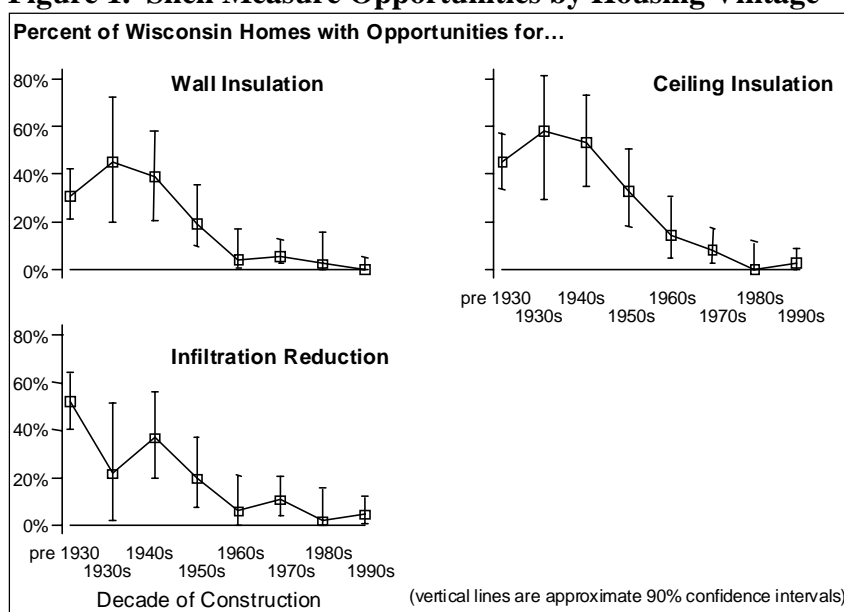 Figure 1. Shell Measure Opportunities by Housing Vintage
Percent of Wisconsin Homes with Opportunities for…
Wall Insulation
80%
60%
40%
20%
0%
Ceiling Insulation
pre 1930 1940s 1960s 1980s
1930s 1950s 1970s 1990s
Infiltration Reduction
80%
60%
40%
20%
0%
pre 1930 1940s 1960s 1980s
1930s 1950s 1970s 1990s
Decade of Construction
(vertical lines are approximate 90% confidence intervals)